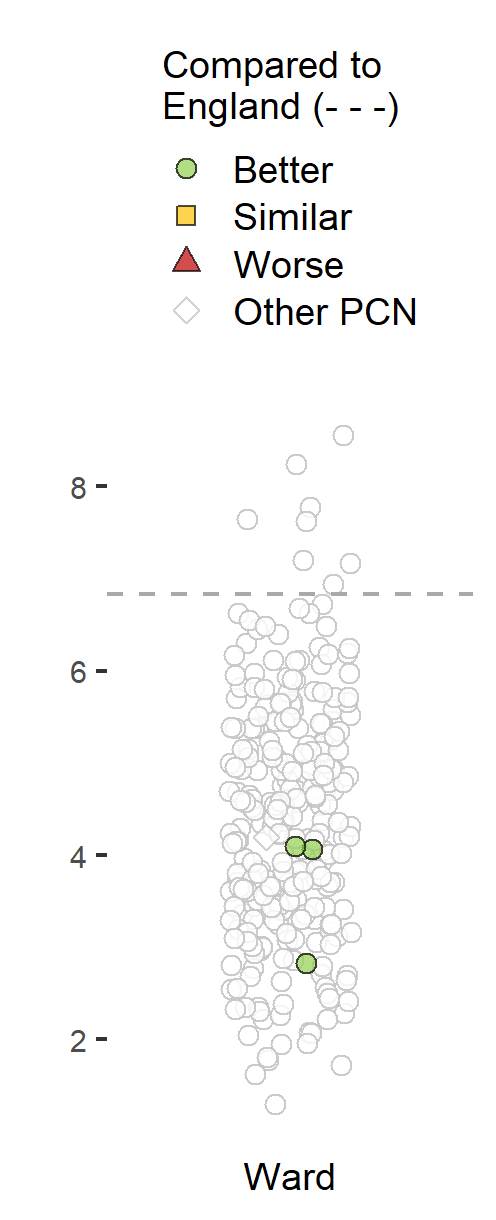 Compared to
England (- - -)
Better
Similar
Worse
Other PCN
8
6
4
2
Ward